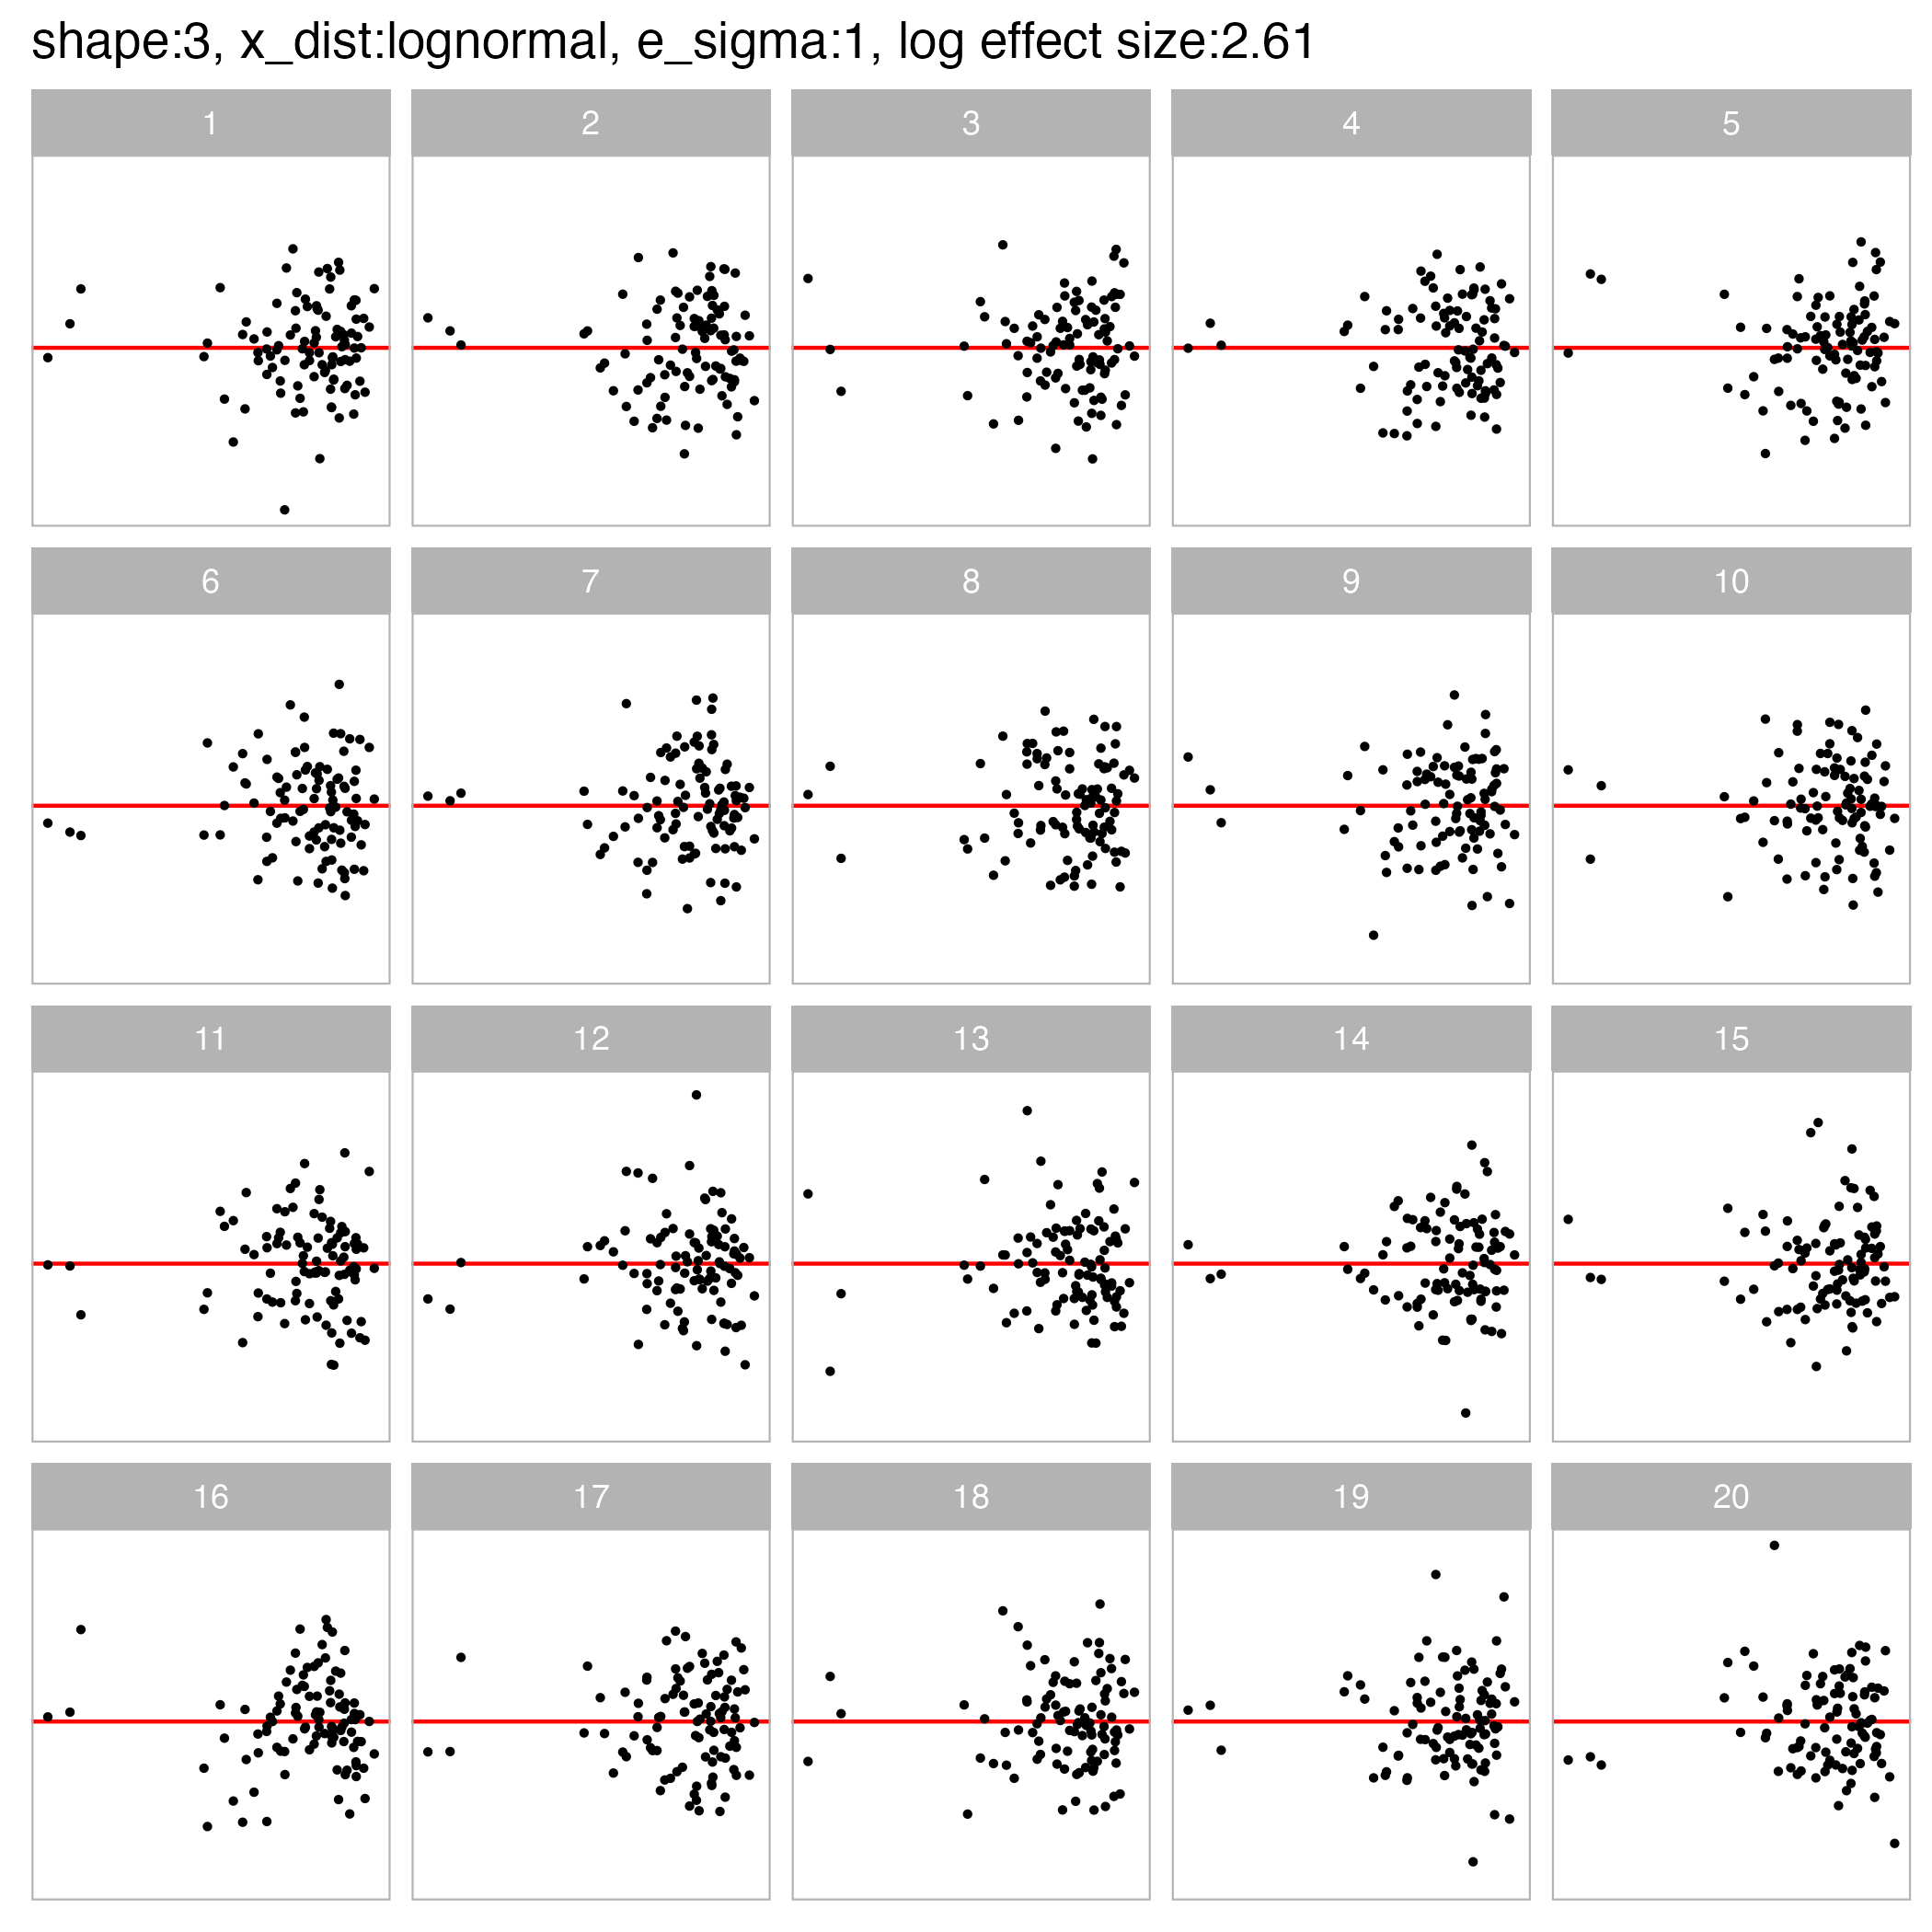 shape:3, x_dist:lognormal, e_sigma:1, log effect size:2.61
1 2 3 4 5
6 7 8 9 10
11 12 13 14 15
16 17 18 19 20